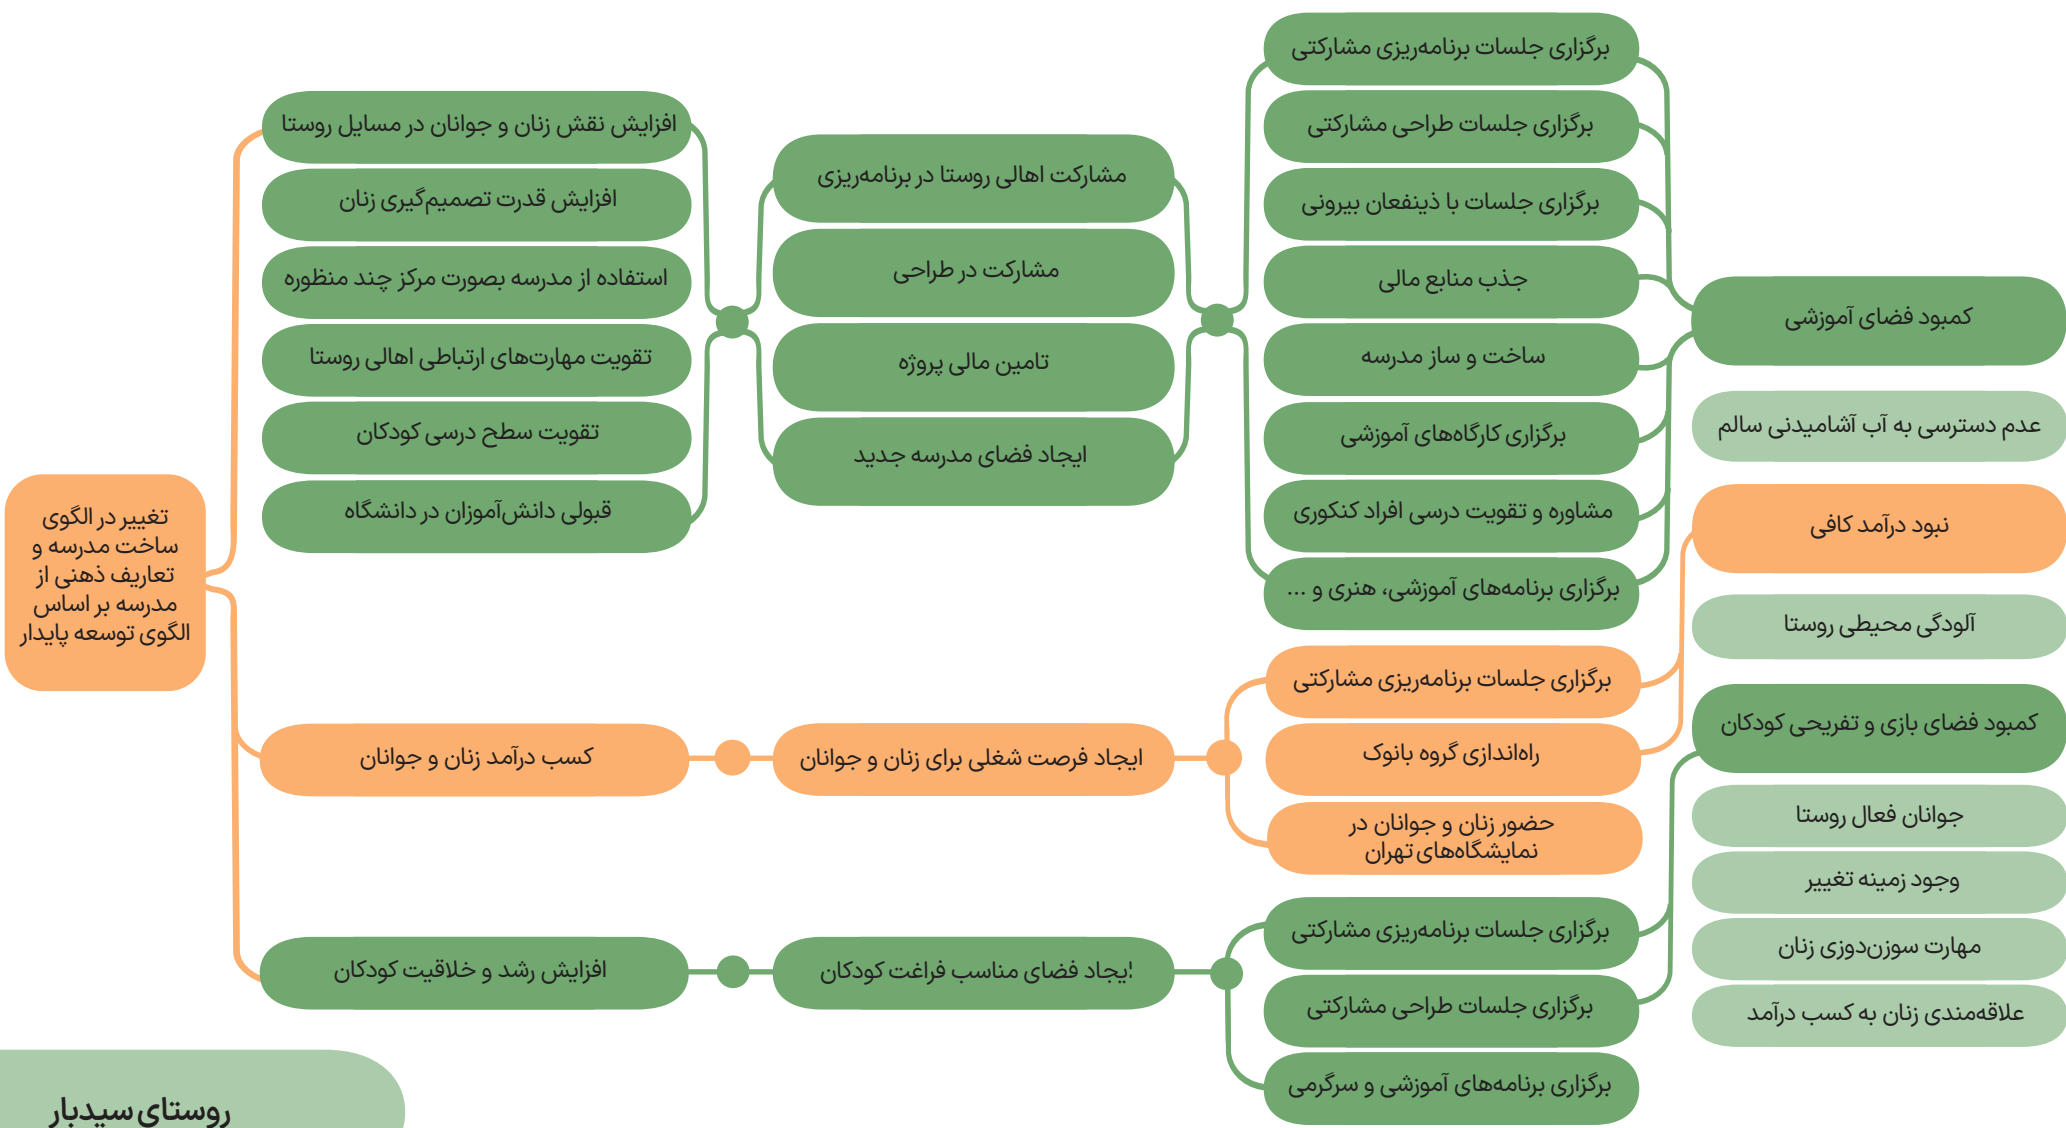 کمبود فضای آموزشی
عدم دسترسی به آب آشامیدنی سالم
نبود درآمد کافی
آلودگی محیطی روستا
کمبود فضای بازی و تفریحی کودکان
جوانان فعال روستا
وجود زمینه تغییر
مهارت سوزن‌دوزی زنان
علاقه‌مندی زنان به کسب درآمد
برگزاری جلسات برنامه‌ریزی مشارکتی
برگزاری جلسات طراحی مشارکتی
برگزاری جلسات با ذینفعان بیرونی
جذب منابع مالی
ساخت و ساز مدرسه
برگزاری کارگاه‌های آموزشی
مشاوره و تقویت درسی افراد کنکوری
برگزاری برنامه‌های آموزشی، هنری و ...
برگزاری جلسات برنامه‌ریزی مشارکتی
راه‌اندازی گروه بانوک
حضور زنان و جوانان در
نمایشگاه‌های تهران
برگزاری جلسات برنامه‌ریزی مشارکتی
برگزاری جلسات طراحی مشارکتی
برگزاری برنامه‌های آموزشی و سرگرمی
مشارکت اهالی روستا در برنامه‌ریزی
مشارکت در طراحی
تامین مالی پروژه
ایجاد فضای مدرسه جدید
ایجاد فرصت شغلی برای زنان و جوانان
ایجاد فضای مناسب فراغت کودکان
افزایش نقش زنان و جوانان در مسایل روستا
افزایش قدرت تصمیم‌گیری زنان
استفاده از مدرسه بصورت مرکز چند منظوره
تقویت مهارت‌های ارتباطی اهالی روستا
تقویت سطح درسی کودکان
قبولی دانش‌آموزان در دانشگاه
کسب درآمد زنان و جوانان
افزایش رشد و خلاقیت کودکان
تغییر در الگوی
ساخت مدرسه و
تعاریف ذهنی از
مدرسه بر اساس
الگوی توسعه پایدار
روستای سیدبار